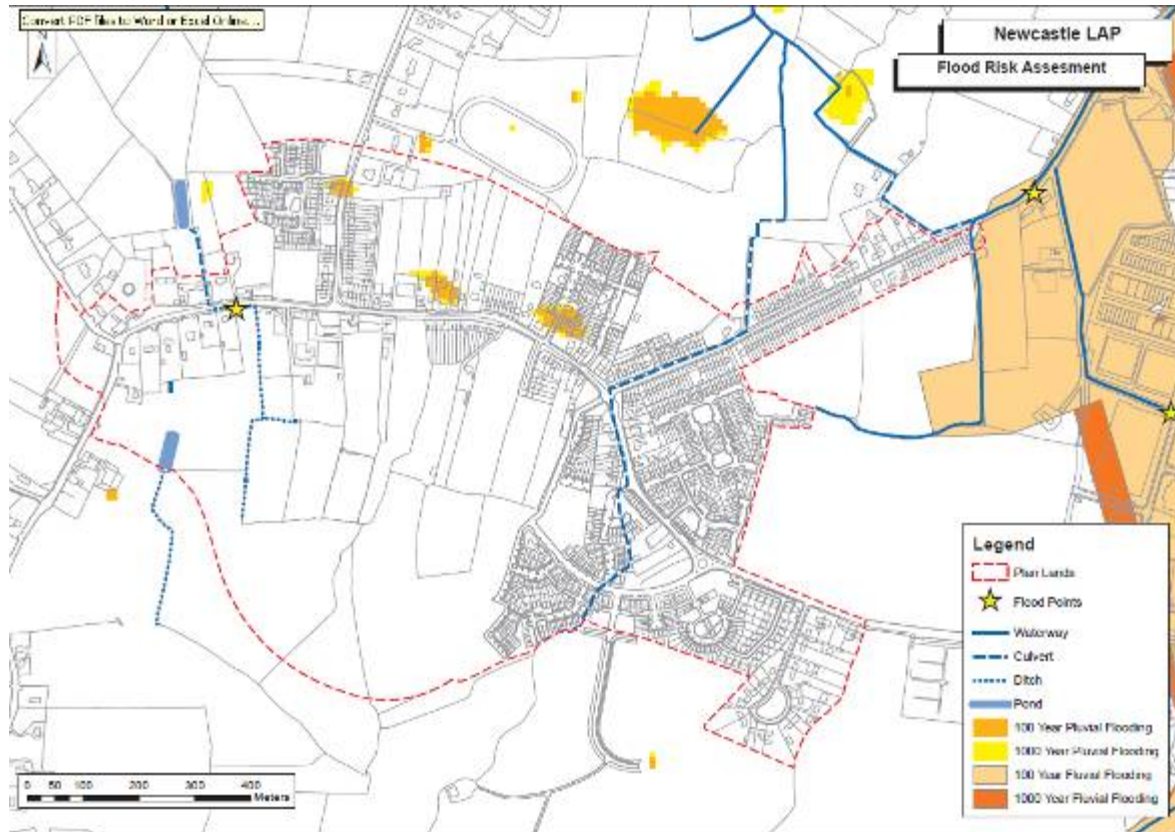 Convert PDF files to Word or Excel Online...
N
Newcastle LAP
Flood Risk Assesment
Legend
Plan Lands
Flood Points
Waterway
Culvert
Ditch
Pond
100 Year Pluvial Flooding
1000 Year Pluvial Flooding
100 Year Fluvial Flooding
1000 Year Fluvial Flooding
0 50 100 200 300 400
Meters